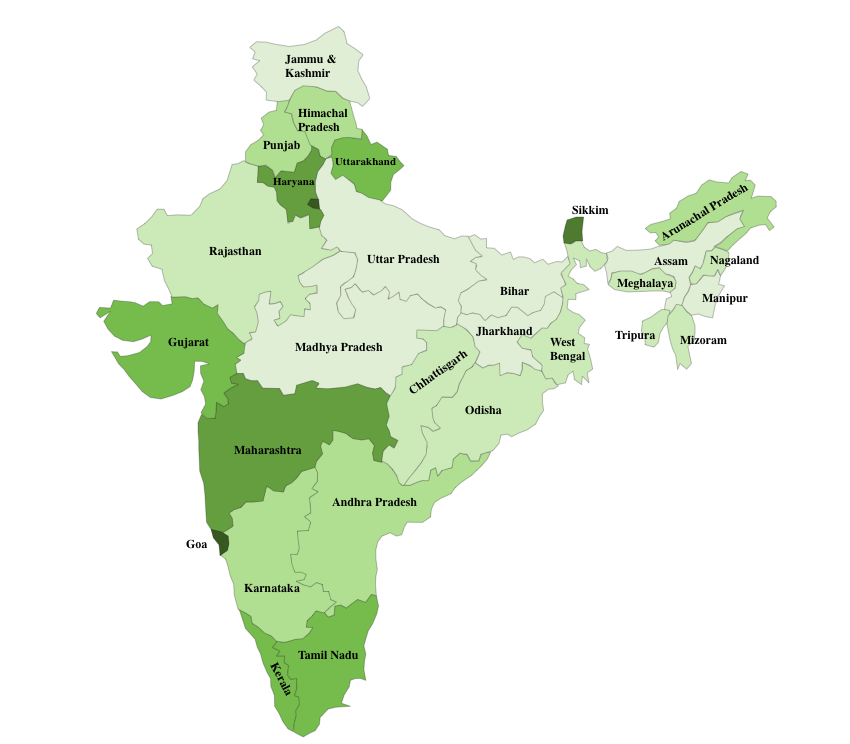 Jammu &
Kashmir
Himachal
Pradesh
Punjab
Uttarakhand
Haryana
Arunachal Pradesh
Sikkim
Rajasthan
Uttar Pradesh
Assam
Nagaland
Meghalaya
Bihar
Manipur
Jharkhand
Tripura
Mizoram
Gujarat
Madhya Pradesh
West
Bengal
Chhattisgarh
Odisha
Maharashtra
Andhra Pradesh
Goa
Karnataka
Tamil Nadu
Kerala